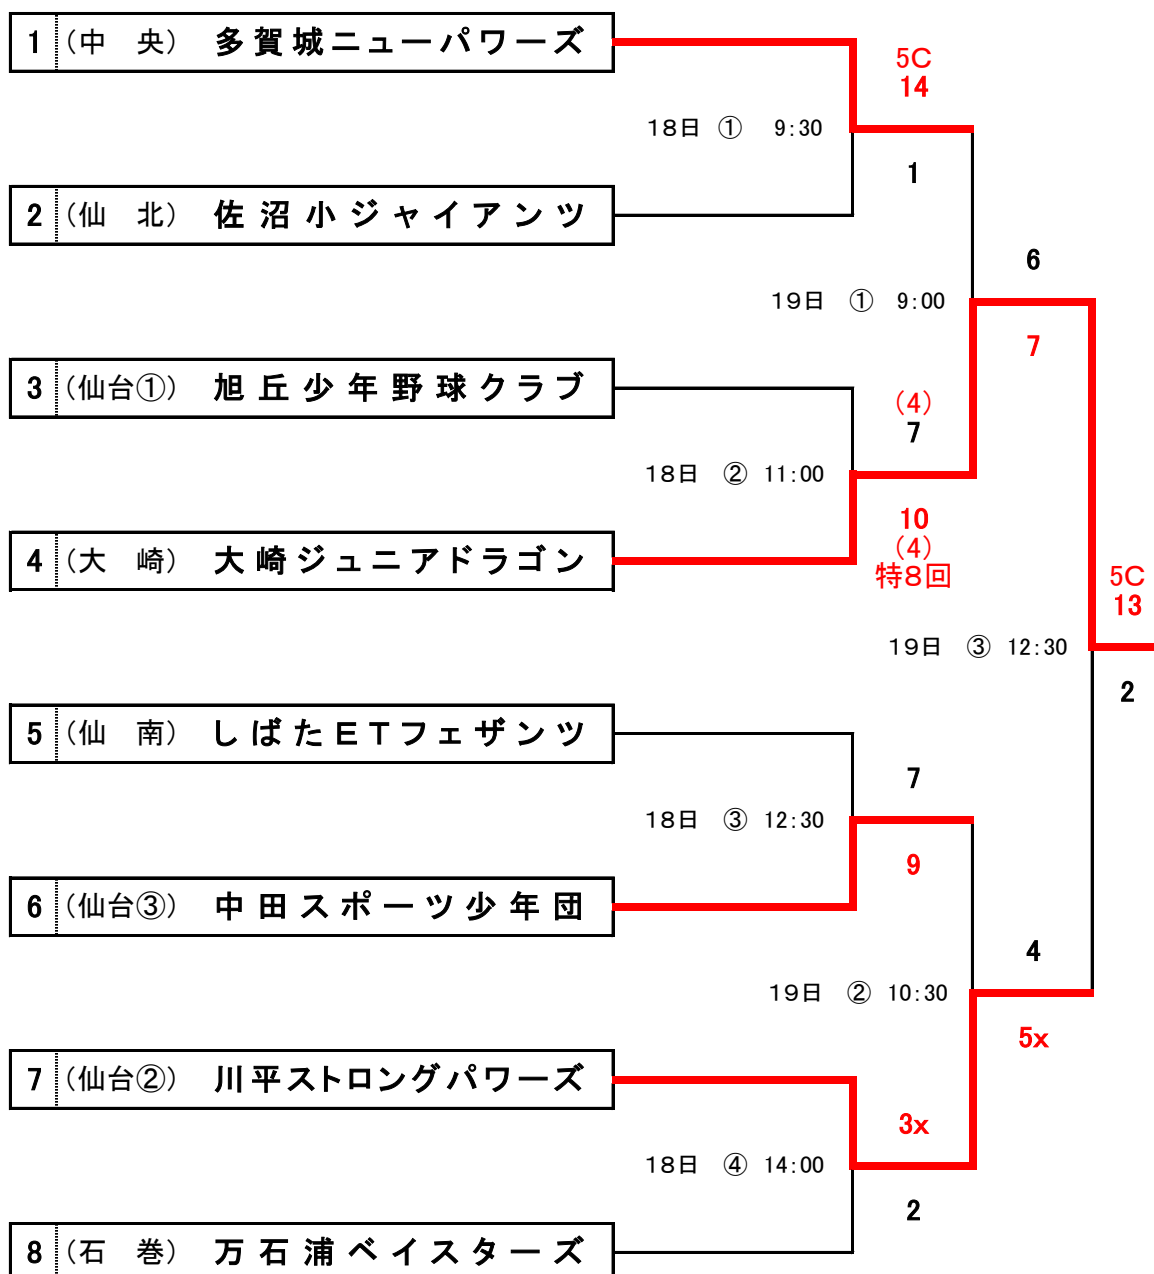 1 (中　央) 多賀城ニューパワーズ
5C
14
18日 ① 9:30
1
2 (仙　北) 佐沼小ジャイアンツ
6
19日 ① 9:00
7
3 (仙台①) 旭丘少年野球クラブ
(4)
7
18日 ② 11:00
10
4 (大　崎) 大崎ジュニアドラゴン
(4)
特8回
5C
13
19日 ③ 12:30
2
5 (仙　南) しばたETフェザンツ
7
18日 ③ 12:30
9
6 (仙台③) 中田スポーツ少年団
4
19日 ② 10:30
5x
7 (仙台②) 川平ストロングパワーズ
3x
18日 ④ 14:00
2
8 (石　巻) 万石浦ベイスターズ